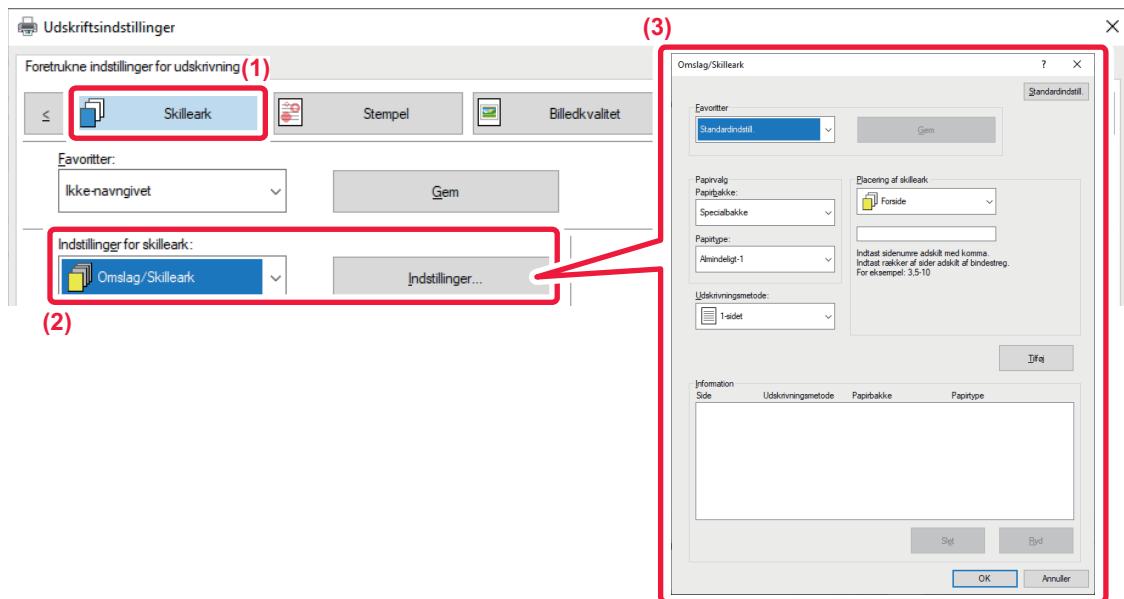 Udskriftsindstillinger
Foretrukne indstillinger for udskrivning
(1)
≤
Skilleark
Stempel
Billedkvalitet
Favoritter:
Ikke-navngivet
Gem
Indstillinger for skilleark:
Omslag/Skilleark
Indstillinger...
(2)
(3)
Omslag/Skilleark
?
Standardindstill.
Favoritter
Standardindstill.
Gem
Papirvalg
Papirbakke:
Specialbakke
Papirtype:
Almindeligt-1
Udskrivningsmetode:
1-sidet
Placering af skilleark
Forside
Indtast sidenumre adskilt med komma.
Indtast rækker af sider adskilt af bindestreg.
For eksempel: 3,5-10
Tilføj
Information
Side Udskrivningsmetode Papirbakke Papirtype
Slet
Ryd
OK
Annuller